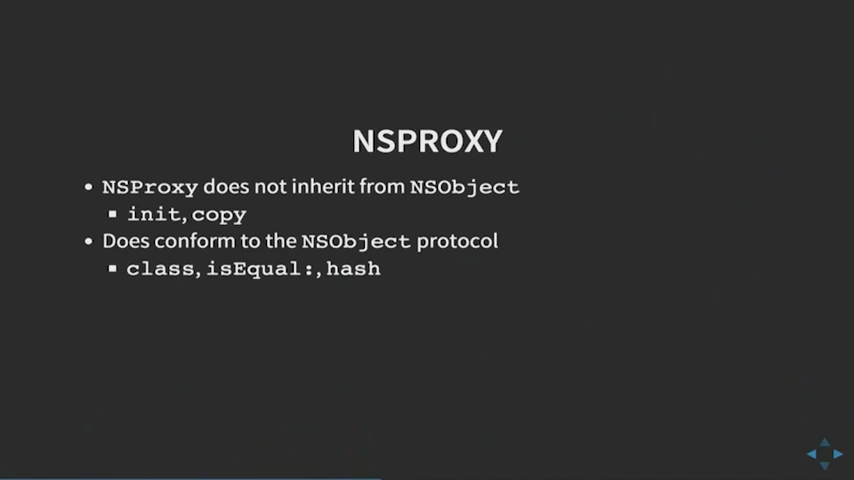 NSPROXY
• NSProxy does not inherit from NSObject
▪ init, copy
• Does conform to the NSObject protocol
▪ class, isEqual:, hash